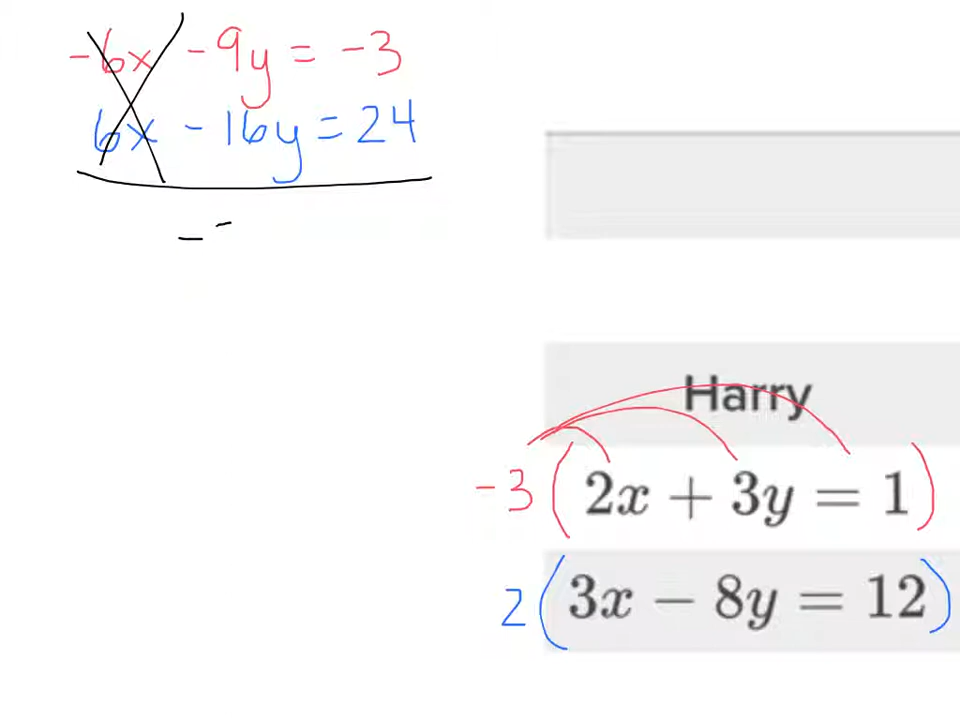 -6x - 9y = -3
6x - 16y = 24
-
Harry
-3 ( 2x + 3y = 1 )
2 ( 3x − 8y = 12 )